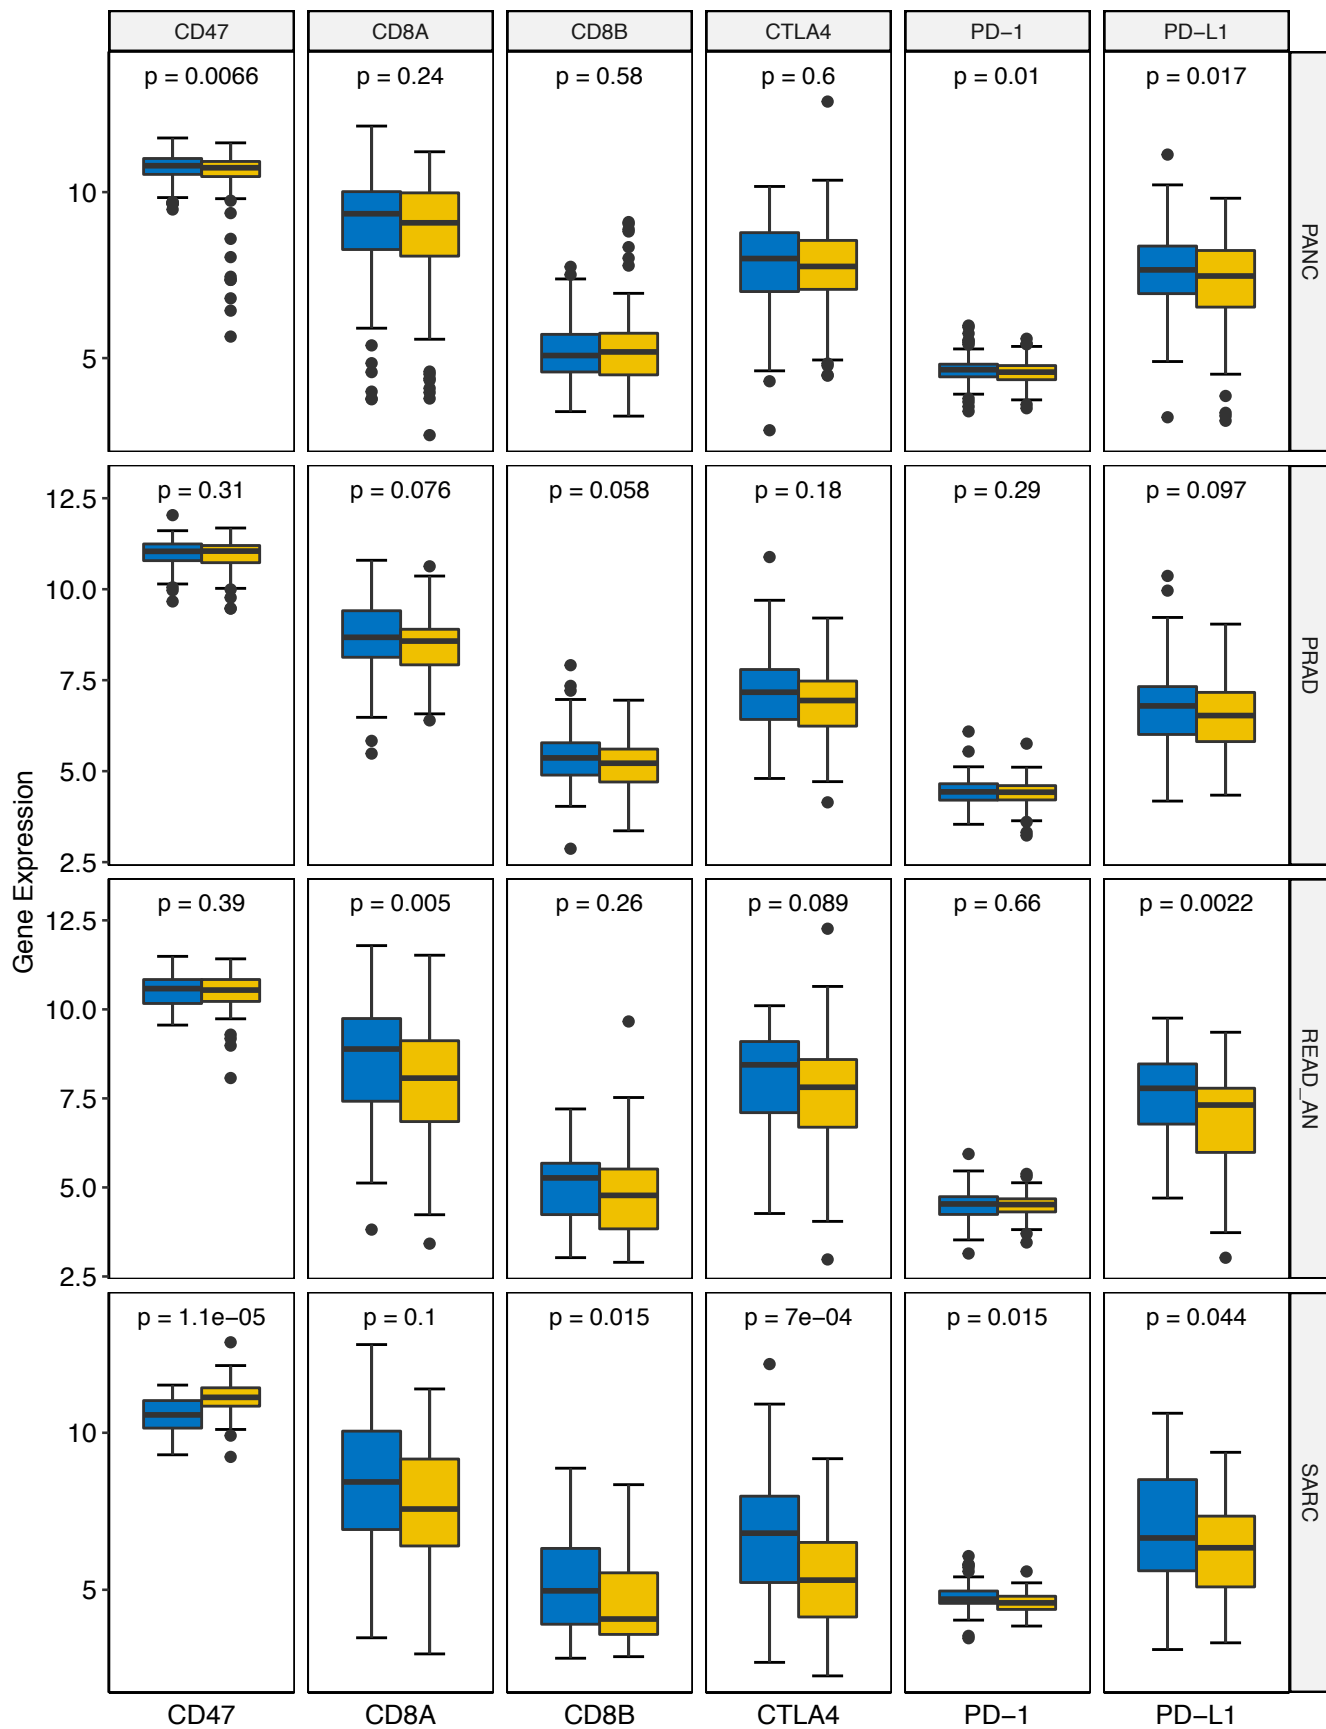 CD47 CD8A CD8B CTLA4 PD−1 PD−L1
p = 0.0066 p = 0.24 p = 0.58 p = 0.6 p = 0.01 p = 0.017
10
5
PANC
p = 0.31 p = 0.076 p = 0.058 p = 0.18 p = 0.29 p = 0.097
12.5
10.0
7.5
5.0
2.5
PRAD
Gene Expression
p = 0.39 p = 0.005 p = 0.26 p = 0.089 p = 0.66 p = 0.0022
12.5
10.0
7.5
5.0
2.5
READ_AN
p = 1.1e−05 p = 0.1 p = 0.015 p = 7e−04 p = 0.015 p = 0.044
10
5
SARC
CD47 CD8A CD8B CTLA4 PD−1 PD−L1